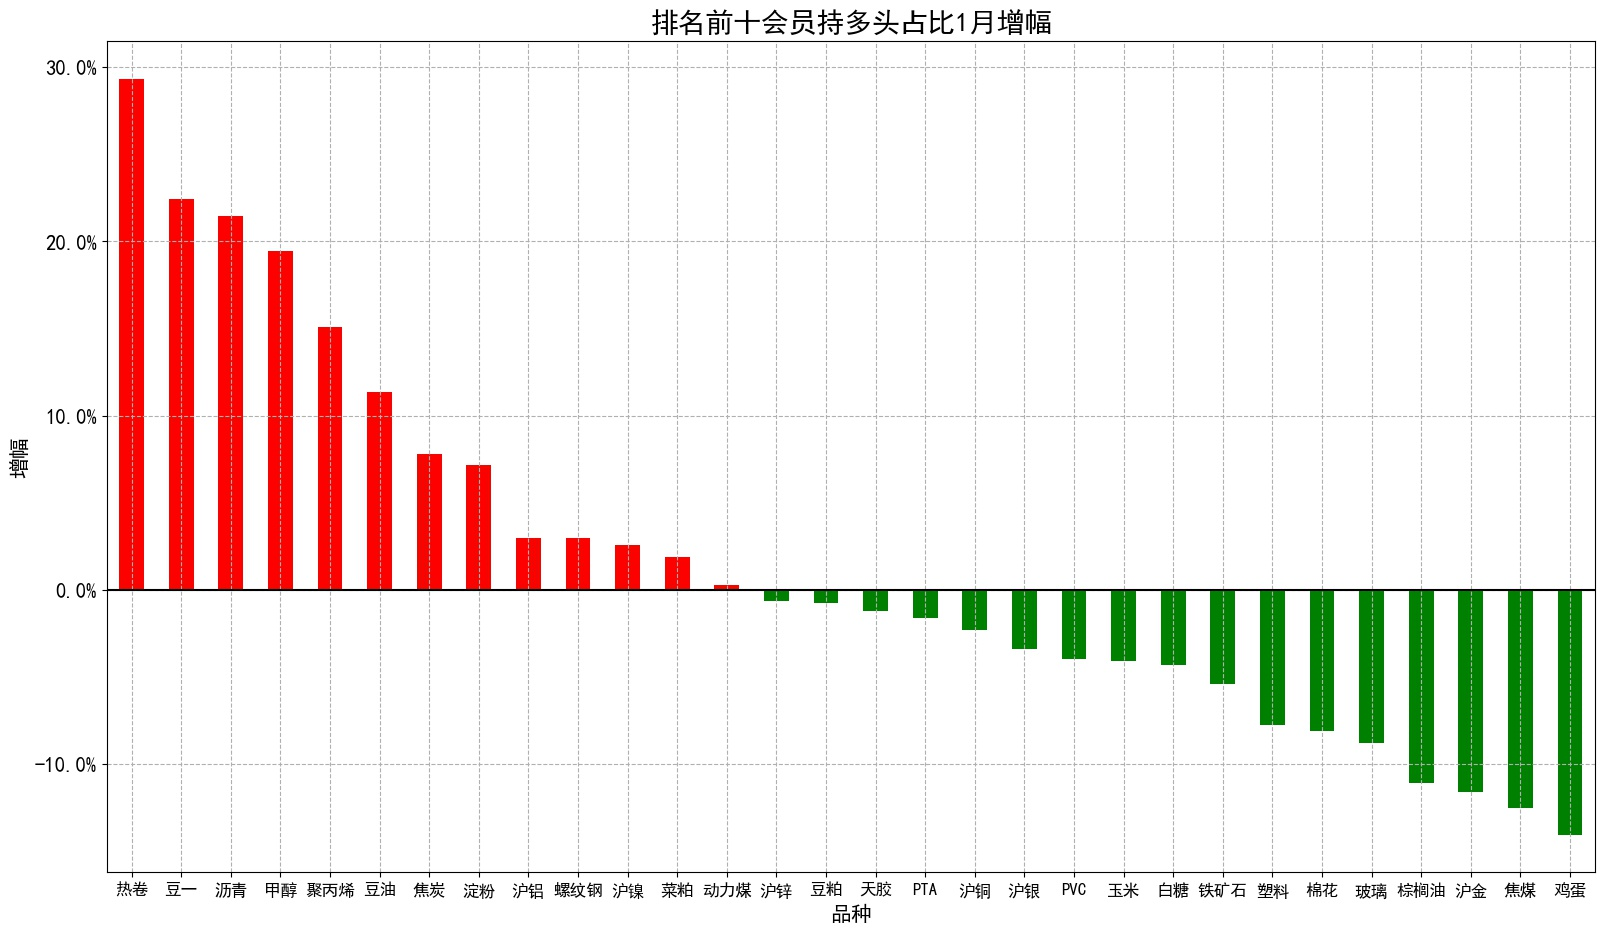 排名前十会员持多头占比1月增幅
30.0%
20.0%
10.0%
0.0%
-10.0%
增幅
热卷 豆一 沥青 甲醇 聚丙烯 豆油 焦炭 淀粉 沪铝 螺纹钢 沪镍 菜粕 动力煤 沪锌 豆粕 天胶 PTA 沪铜 沪银 PVC 玉米 白糖 铁矿石 塑料 棉花 玻璃 棕榈油 沪金 焦煤 鸡蛋
品种